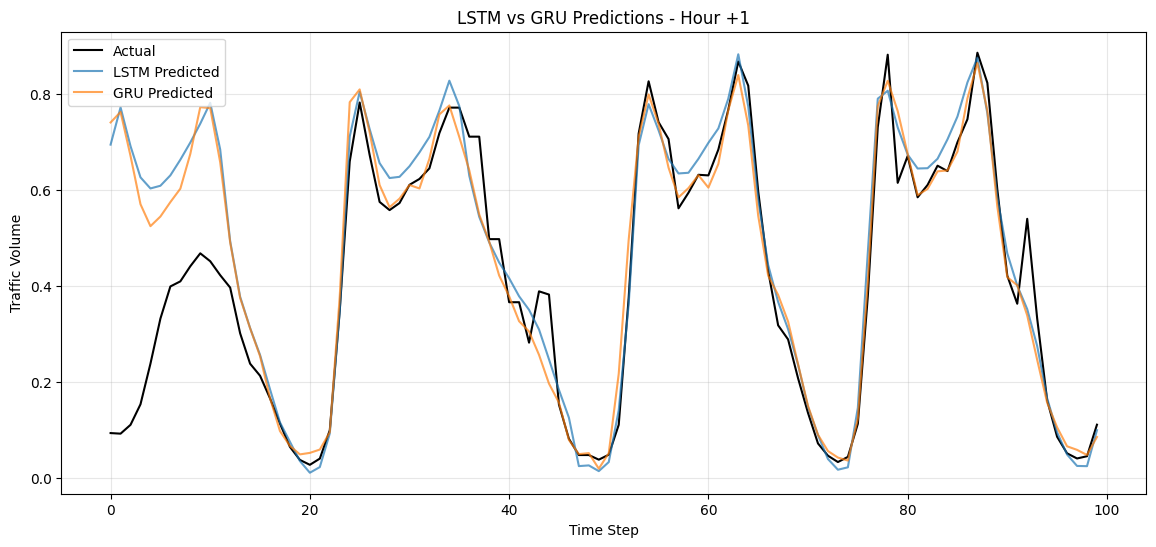 LSTM vs GRU Predictions - Hour +1
Actual
LSTM Predicted
GRU Predicted
Traffic Volume
0.8
0.6
0.4
0.2
0.0
0 20 40 60 80 100
Time Step